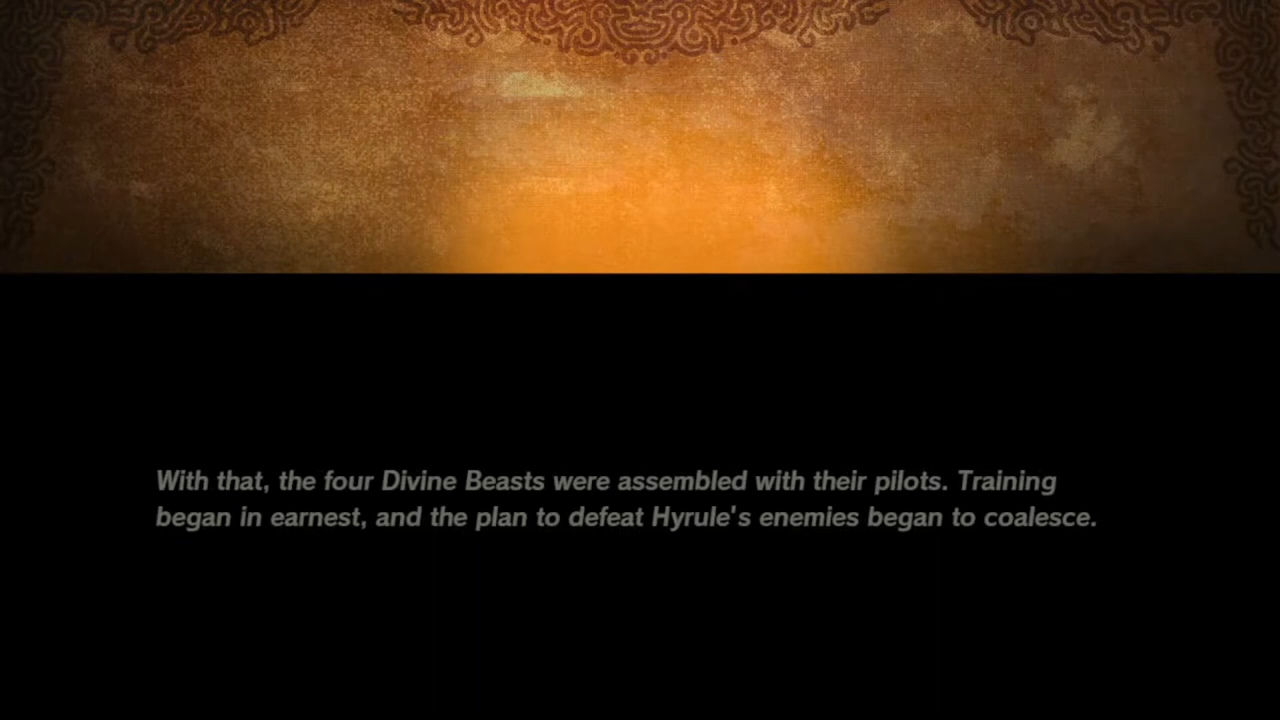 With that, the four Divine Beasts were assembled with their pilots. Training
began in earnest, and the plan to defeat Hyrule's enemies began to coalesce.